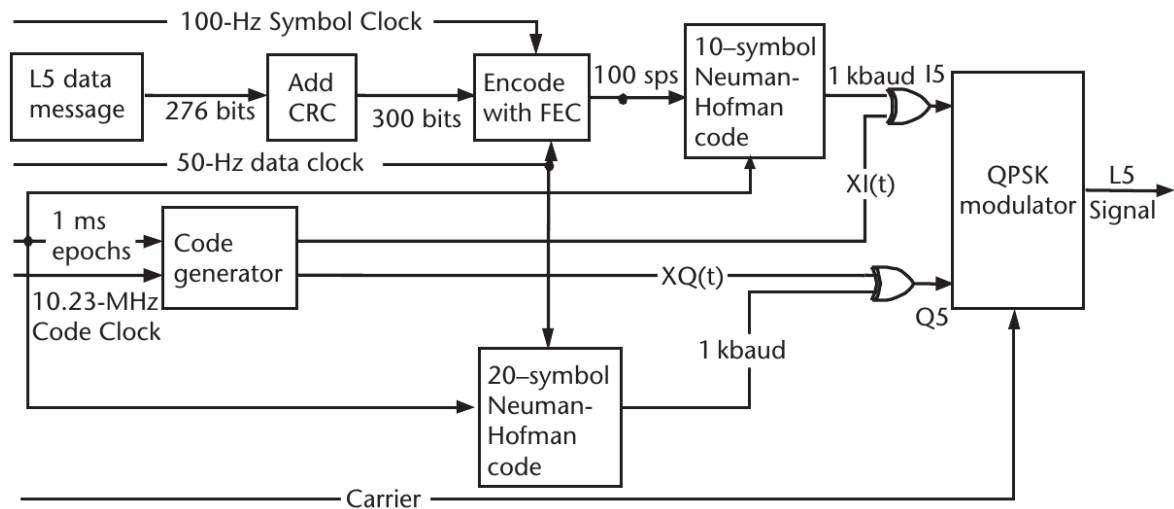 100-Hz Symbol Clock
L5 data
message
276 bits
Add
CRC
300 bits
Encode
with FEC
100 sps
10–symbol
Neuman-
Hofman
code
1 kbaud
I5
50-Hz data clock
XI(t)
QPSK
modulator
L5
Signal
1 ms
epochs
Code
generator
XQ(t)
10.23-MHz
Code Clock
Q5
1 kbaud
20–symbol
Neuman-
Hofman
code
Carrier